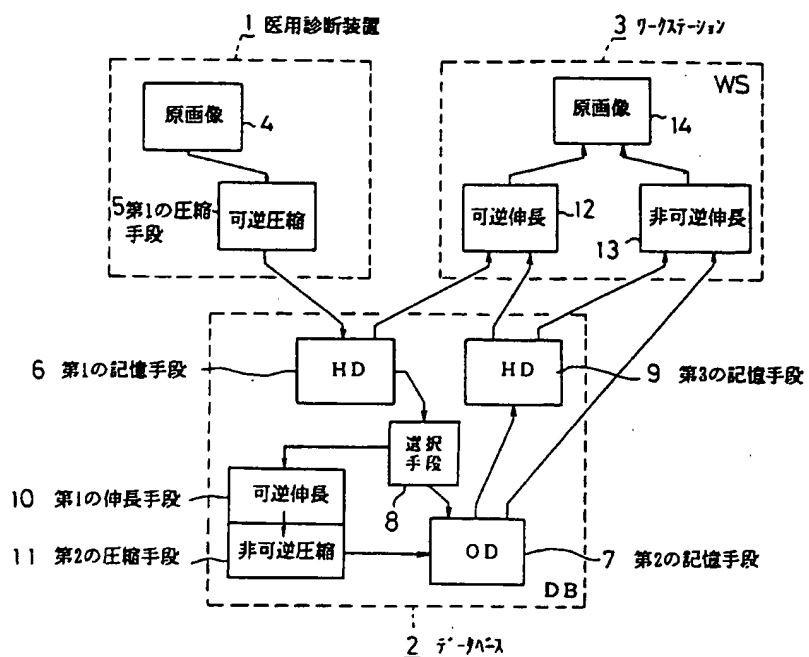 1 医用診断装置
3 ワークステーション
WS
原画像
4
原画像
14
5 第1の圧縮
手段
可逆圧縮
可逆伸長
12
非可逆伸長
13
6 第1の記憶手段
HD
HD
9 第3の記憶手段
選択
手段
8
10 第1の伸長手段
可逆伸長
11 第2の圧縮手段
非可逆圧縮
OD
7 第2の記憶手段
DB
2 データベース